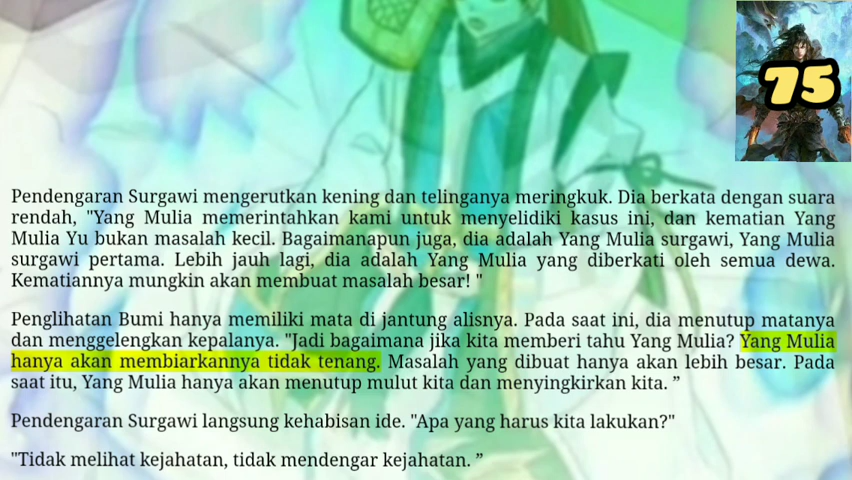 75
Pendengaran Surgawi mengerutkan kening dan telinganya meringkuk. Dia berkata dengan suara
rendah, "Yang Mulia memerintahkan kami untuk menyelidiki kasus ini, dan kematian Yang
Mulia Yu bukan masalah kecil. Bagaimanapun juga, dia adalah Yang Mulia surgawi, Yang Mulia
surgawi pertama. Lebih jauh lagi, dia adalah Yang Mulia yang diberkati oleh semua dewa.
Kematiannya mungkin akan membuat masalah besar! "
Penglihatan Bumi hanya memiliki mata di jantung alisnya. Pada saat ini, dia menutup matanya
dan menggelengkan kepalanya. "Jadi bagaimana jika kita memberi tahu Yang Mulia? Yang Mulia
hanya akan membiarkannya tidak tenang. Masalah yang dibuat hanya akan lebih besar. Pada
saat itu, Yang Mulia hanya akan menutup mulut kita dan menyingkirkan kita. ”
Pendengaran Surgawi langsung kehabisan ide. "Apa yang harus kita lakukan?"
"Tidak melihat kejahatan, tidak mendengar kejahatan. ”